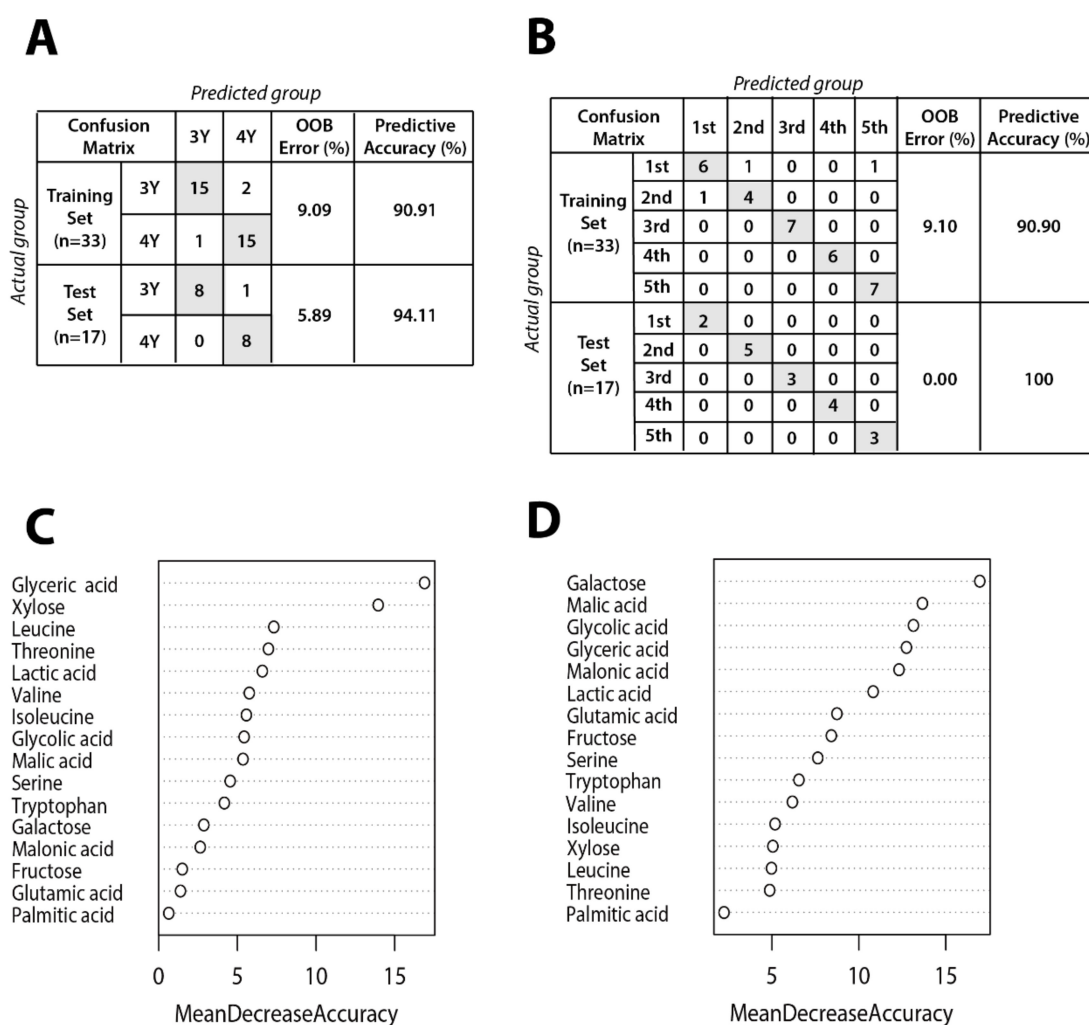 A
Predicted group
Actual group
Confusion Matrix 3Y 4Y OOB Error (%) Predictive Accuracy (%)
Training Set (n=33) 3Y 15 2 9.09 90.91
4Y 1 15
Test Set (n=17) 3Y 8 1 5.89 94.11
4Y 0 8
B
Predicted group
Actual group
Confusion Matrix 1st 2nd 3rd 4th 5th OOB Error (%) Predictive Accuracy (%)
Training Set (n=33) 1st 6 1 0 0 1 9.10 90.90
2nd 1 4 0 0 0
3rd 0 0 7 0 0
4th 0 0 0 6 0
5th 0 0 0 0 7
Test Set (n=17) 1st 2 0 0 0 0 0.00 100
2nd 0 5 0 0 0
3rd 0 0 3 0 0
4th 0 0 0 4 0
5th 0 0 0 0 3
C
Glyceric acid
Xylose
Leucine
Threonine
Lactic acid
Valine
Isoleucine
Glycolic acid
Malic acid
Serine
Tryptophan
Galactose
Malonic acid
Fructose
Glutamic acid
Palmitic acid
0 5 10 15
MeanDecreaseAccuracy
D
Galactose
Malic acid
Glycolic acid
Glyceric acid
Malonic acid
Lactic acid
Glutamic acid
Fructose
Serine
Tryptophan
Valine
Isoleucine
Xylose
Leucine
Threonine
Palmitic acid
5 10 15
MeanDecreaseAccuracy